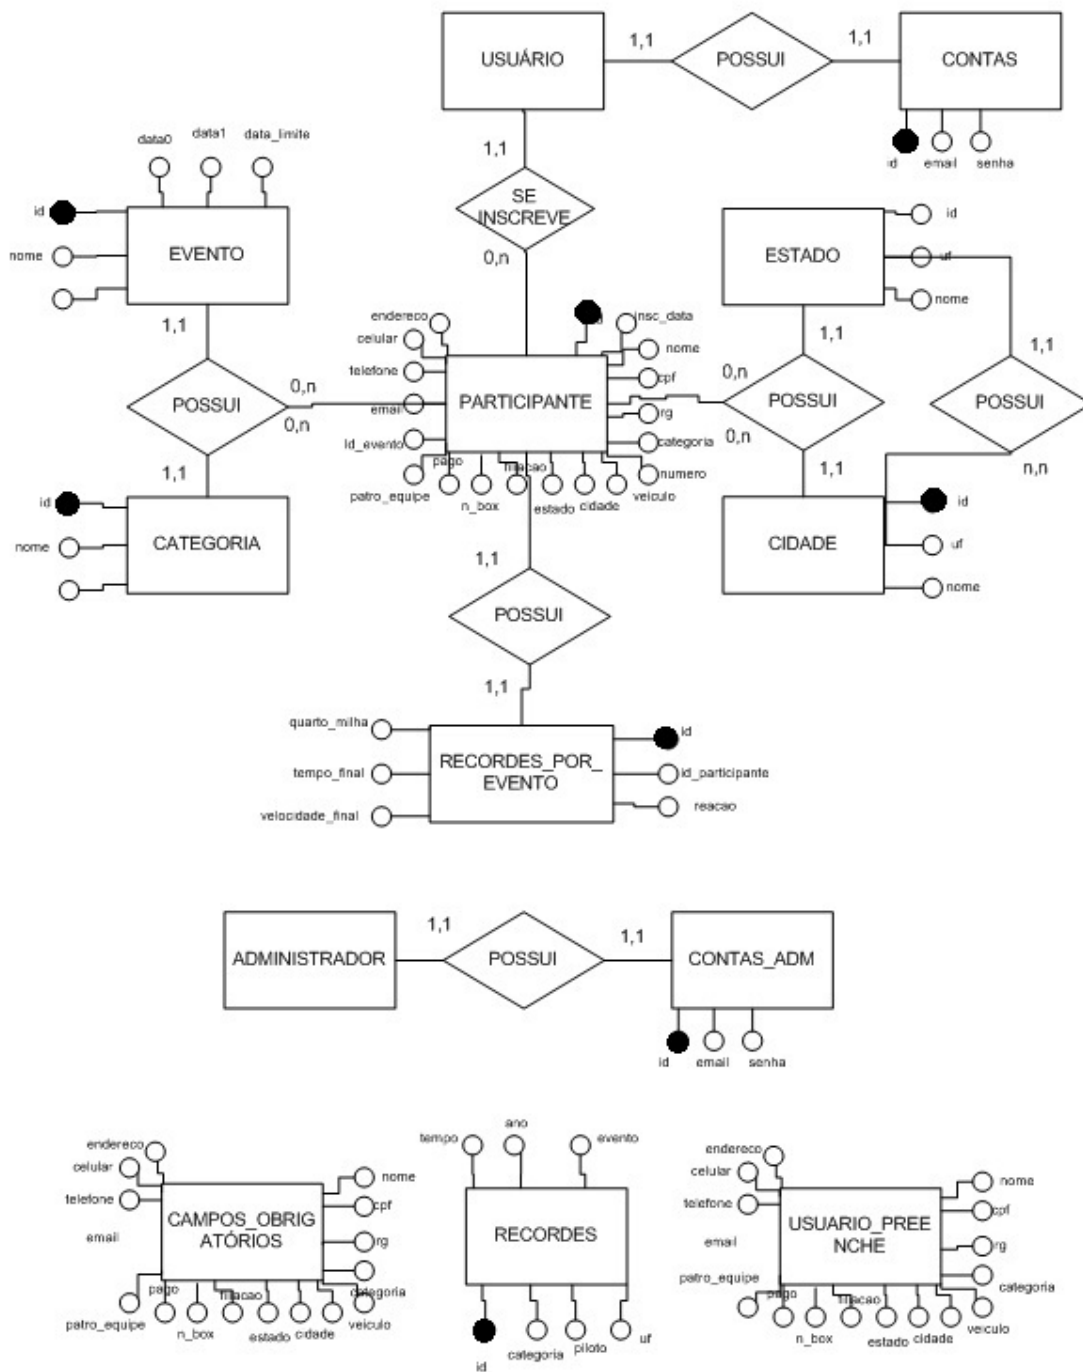 USUÁRIO
1,1
POSSUI
1,1
CONTAS
id
email
senha
1,1
SE
INSCREVE
0,n
data0
data1
data_limite
id
nome
EVENTO
1,1
POSSUI
0,n
0,n
1,1
id
nome
CATEGORIA
ESTADO
id
uf
nome
1,1
0,n
POSSUI
0,n
1,1
1,1
POSSUI
n,n
CIDADE
id
uf
nome
endereco
celular
telefone
email
id_evento
patro_equipe
pago
n_box
filiacao
estado
cidade
veiculo
numero
categoria
rg
cpf
nome
insc_data
PARTICIPANTE
1,1
POSSUI
1,1
quarto_milha
tempo_final
velocidade_final
RECORDES_POR_
EVENTO
id
id_participante
reacao
ADMINISTRADOR
1,1
POSSUI
1,1
CONTAS_ADM
id
email
senha
endereco
celular
telefone
email
patro_equipe
pago
n_box
filiacao
estado
cidade
veiculo
categoria
rg
cpf
nome
CAMPOS_OBRIG
ATÓRIOS
tempo
ano
evento
RECORDES
id
categoria
piloto
uf
endereco
celular
telefone
email
patro_equipe
pago
n_box
filiacao
estado
cidade
veiculo
categoria
rg
cpf
nome
USUARIO_PREE
NCHE